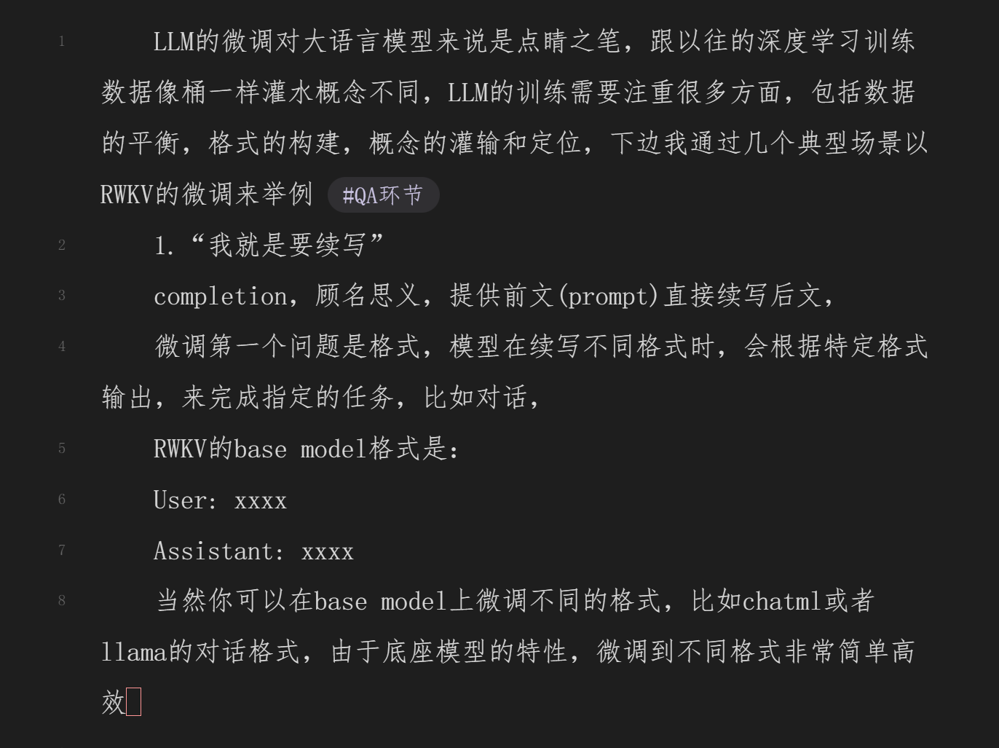 1 LLM的微调对大语言模型来说是点睛之笔，跟以往的深度学习训练
数据像桶一样灌水概念不同，LLM的训练需要注重很多方面，包括数据
的平衡，格式的构建，概念的灌输和定位，下边我通过几个典型场景以
RWKV的微调来举例 #QA环节
2 1.“我就是要续写”
3 completion，顾名思义，提供前文(prompt)直接续写后文，
4 微调第一个问题是格式，模型在续写不同格式时，会根据特定格式
输出，来完成指定的任务，比如对话，
5 RWKV的base model格式是：
6 User: xxxx
7 Assistant: xxxx
8 当然你可以在base model上微调不同的格式，比如chatml或者
llama的对话格式，由于底座模型的特性，微调到不同格式非常简单高
效